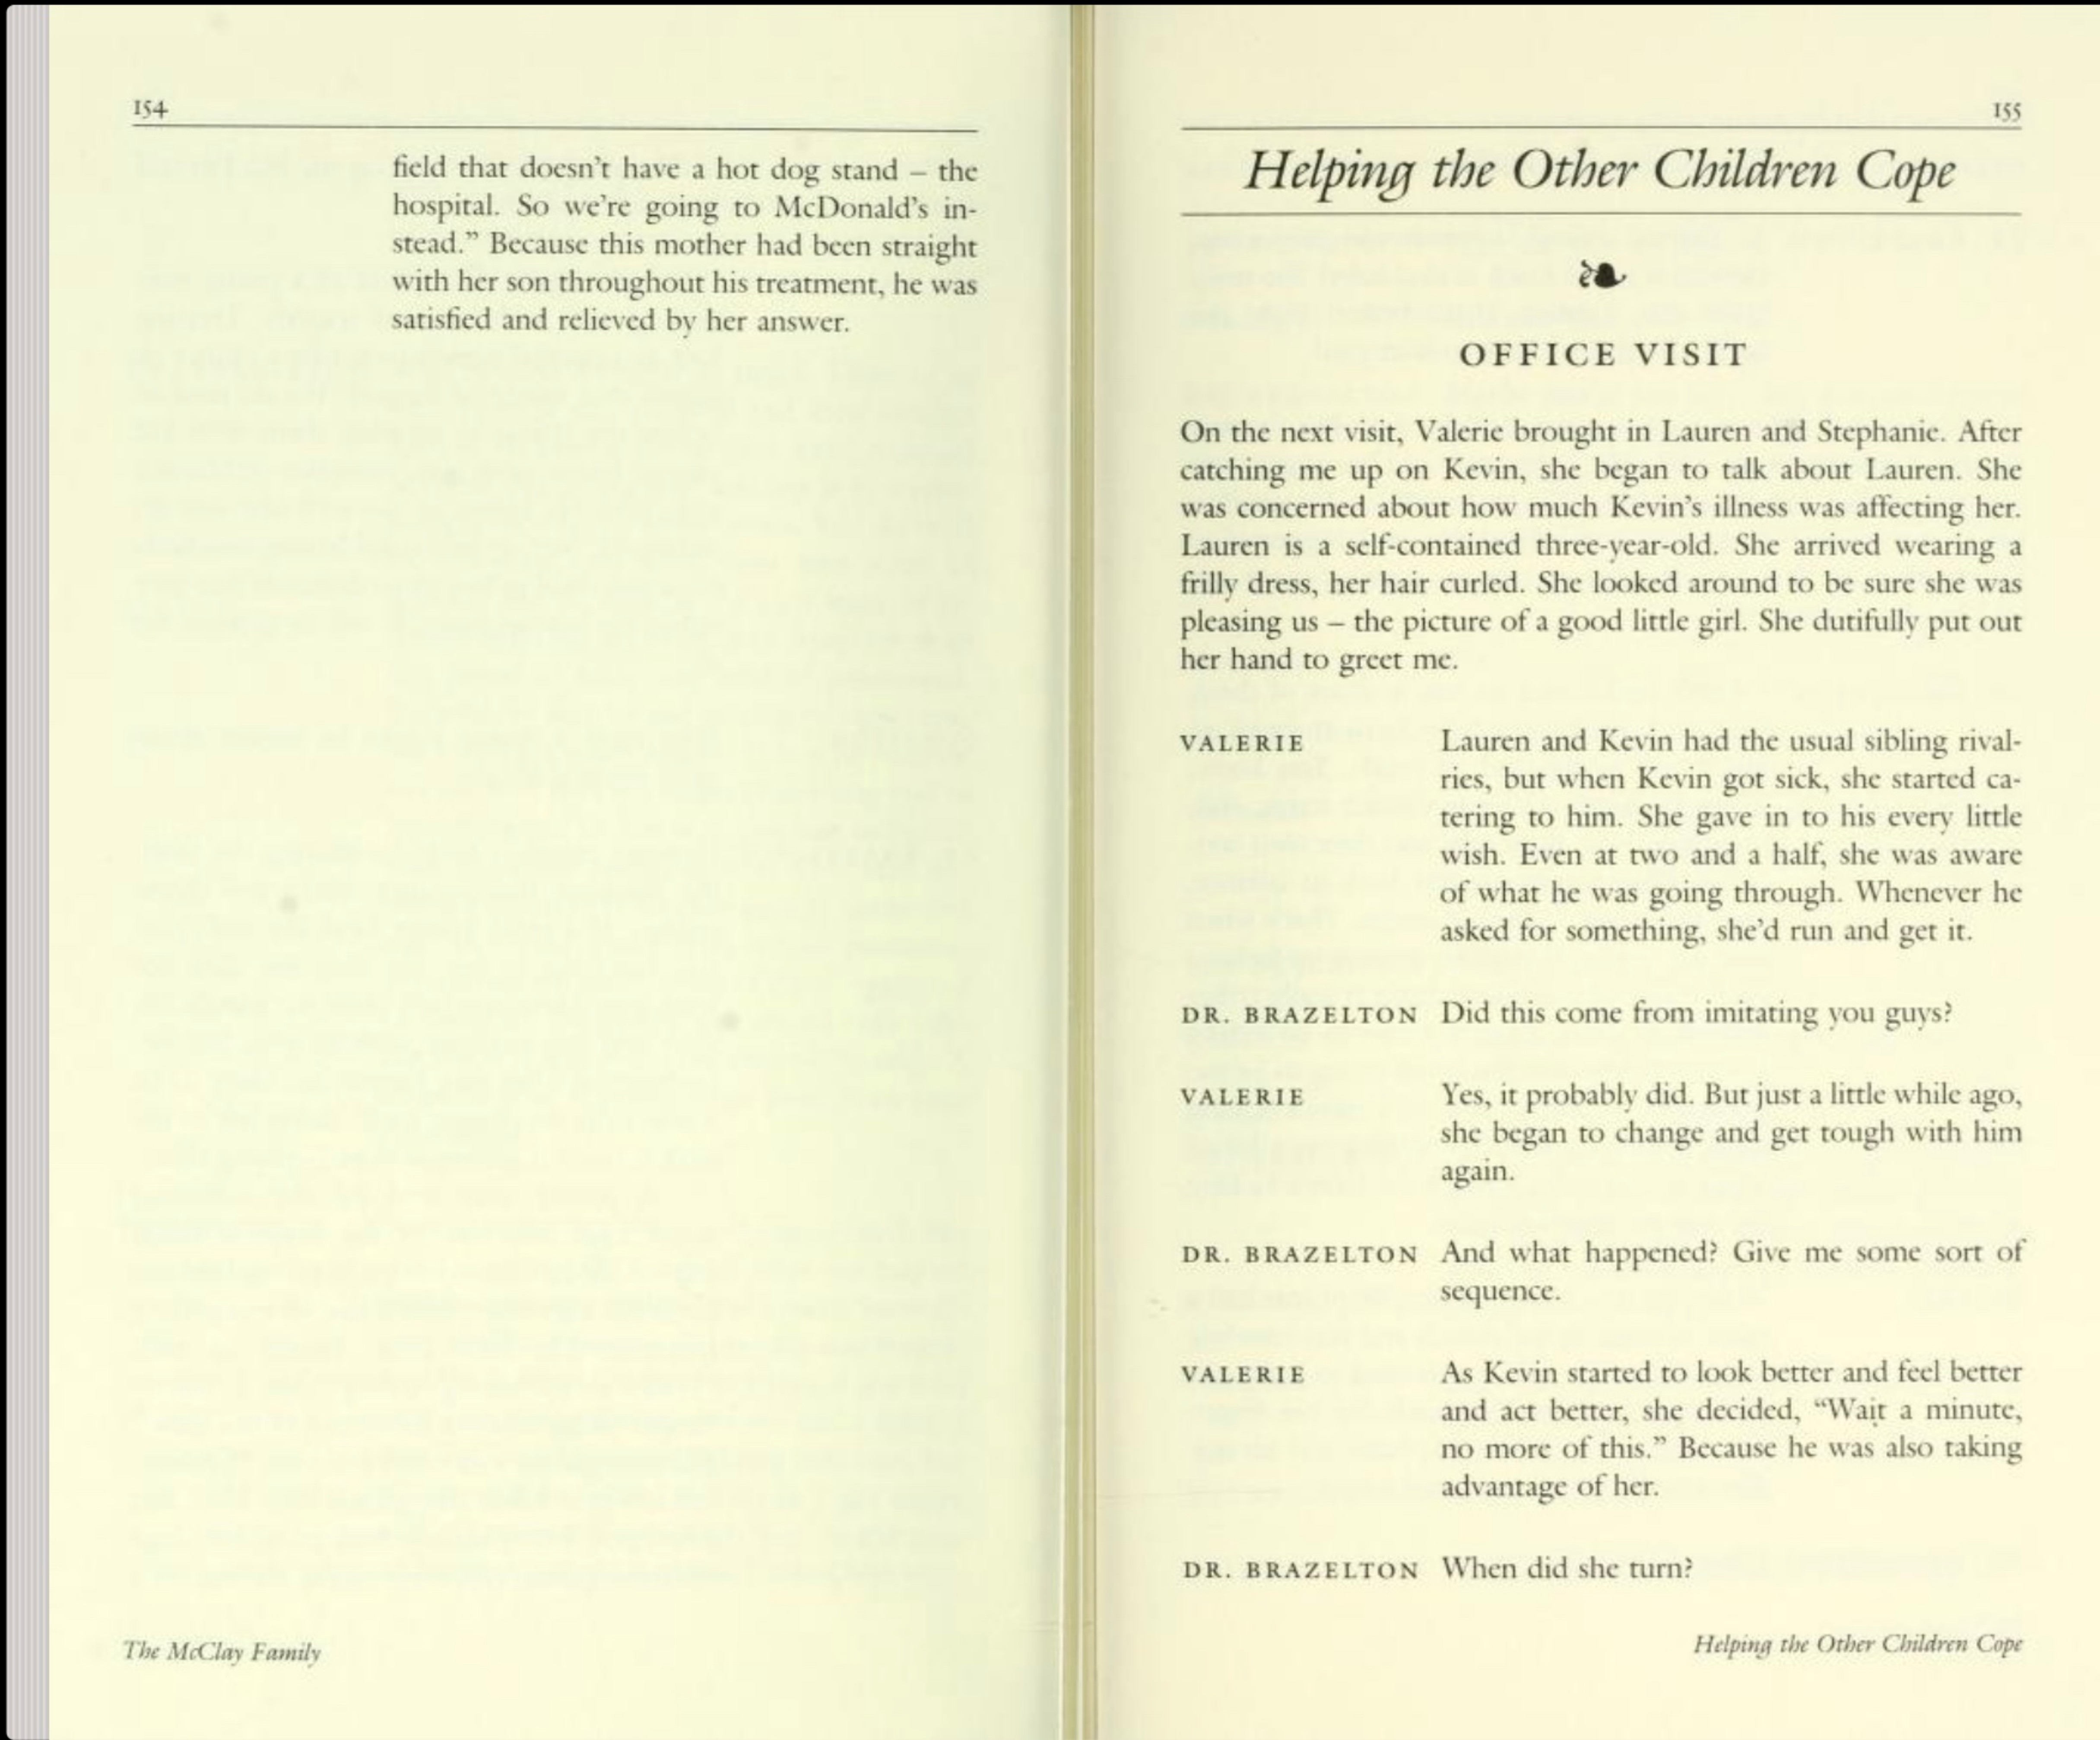 154
field that doesn't have a hot dog stand – the
hospital. So we're going to McDonald's in-
stead.” Because this mother had been straight
with her son throughout his treatment, he was
satisfied and relieved by her answer.
The McClay Family
155
Helping the Other Children Cope
OFFICE VISIT
On the next visit, Valerie brought in Lauren and Stephanie. After
catching me up on Kevin, she began to talk about Lauren. She
was concerned about how much Kevin's illness was affecting her.
Lauren is a self-contained three-year-old. She arrived wearing a
frilly dress, her hair curled. She looked around to be sure she was
pleasing us – the picture of a good little girl. She dutifully put out
her hand to greet me.
VALERIE Lauren and Kevin had the usual sibling rival-
ries, but when Kevin got sick, she started ca-
tering to him. She gave in to his every little
wish. Even at two and a half, she was aware
of what he was going through. Whenever he
asked for something, she'd run and get it.
DR. BRAZELTON Did this come from imitating you guys?
VALERIE Yes, it probably did. But just a little while ago,
she began to change and get tough with him
again.
DR. BRAZELTON And what happened? Give me some sort of
sequence.
VALERIE As Kevin started to look better and feel better
and act better, she decided, “Wait a minute,
no more of this.” Because he was also taking
advantage of her.
DR. BRAZELTON When did she turn?
Helping the Other Children Cope